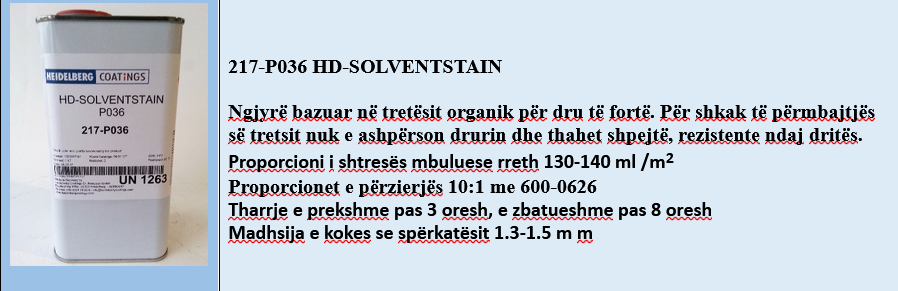 HEIDELBERG COATINGS
HD-SOLVENTSTAIN
P036
217-P036
UN 1263
217-P036 HD-SOLVENTSTAIN
Ngjyrë bazuar në tretësit organik për dru të fortë. Për shkak të përmbajtjës
së tretsit nuk e ashpërson drurin dhe thahet shpejtë, rezistente ndaj dritës.
Proporcioni i shtresës mbuluese rreth 130-140 ml /m²
Proporcionet e përzierjës 10:1 me 600-0626
Tharrje e prekshme pas 3 oresh, e zbatueshme pas 8 oresh
Madhsija e kokes se spërkatësit 1.3-1.5 m m